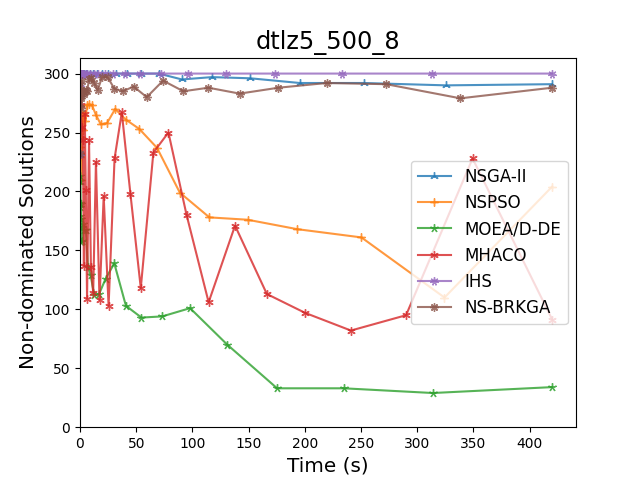 dtlz5_500_8
Non-dominated Solutions
300
250
200
150
100
50
0
NSGA-II
NSPSO
MOEA/D-DE
MHACO
IHS
NS-BRKGA
0 50 100 150 200 250 300 350 400
Time (s)